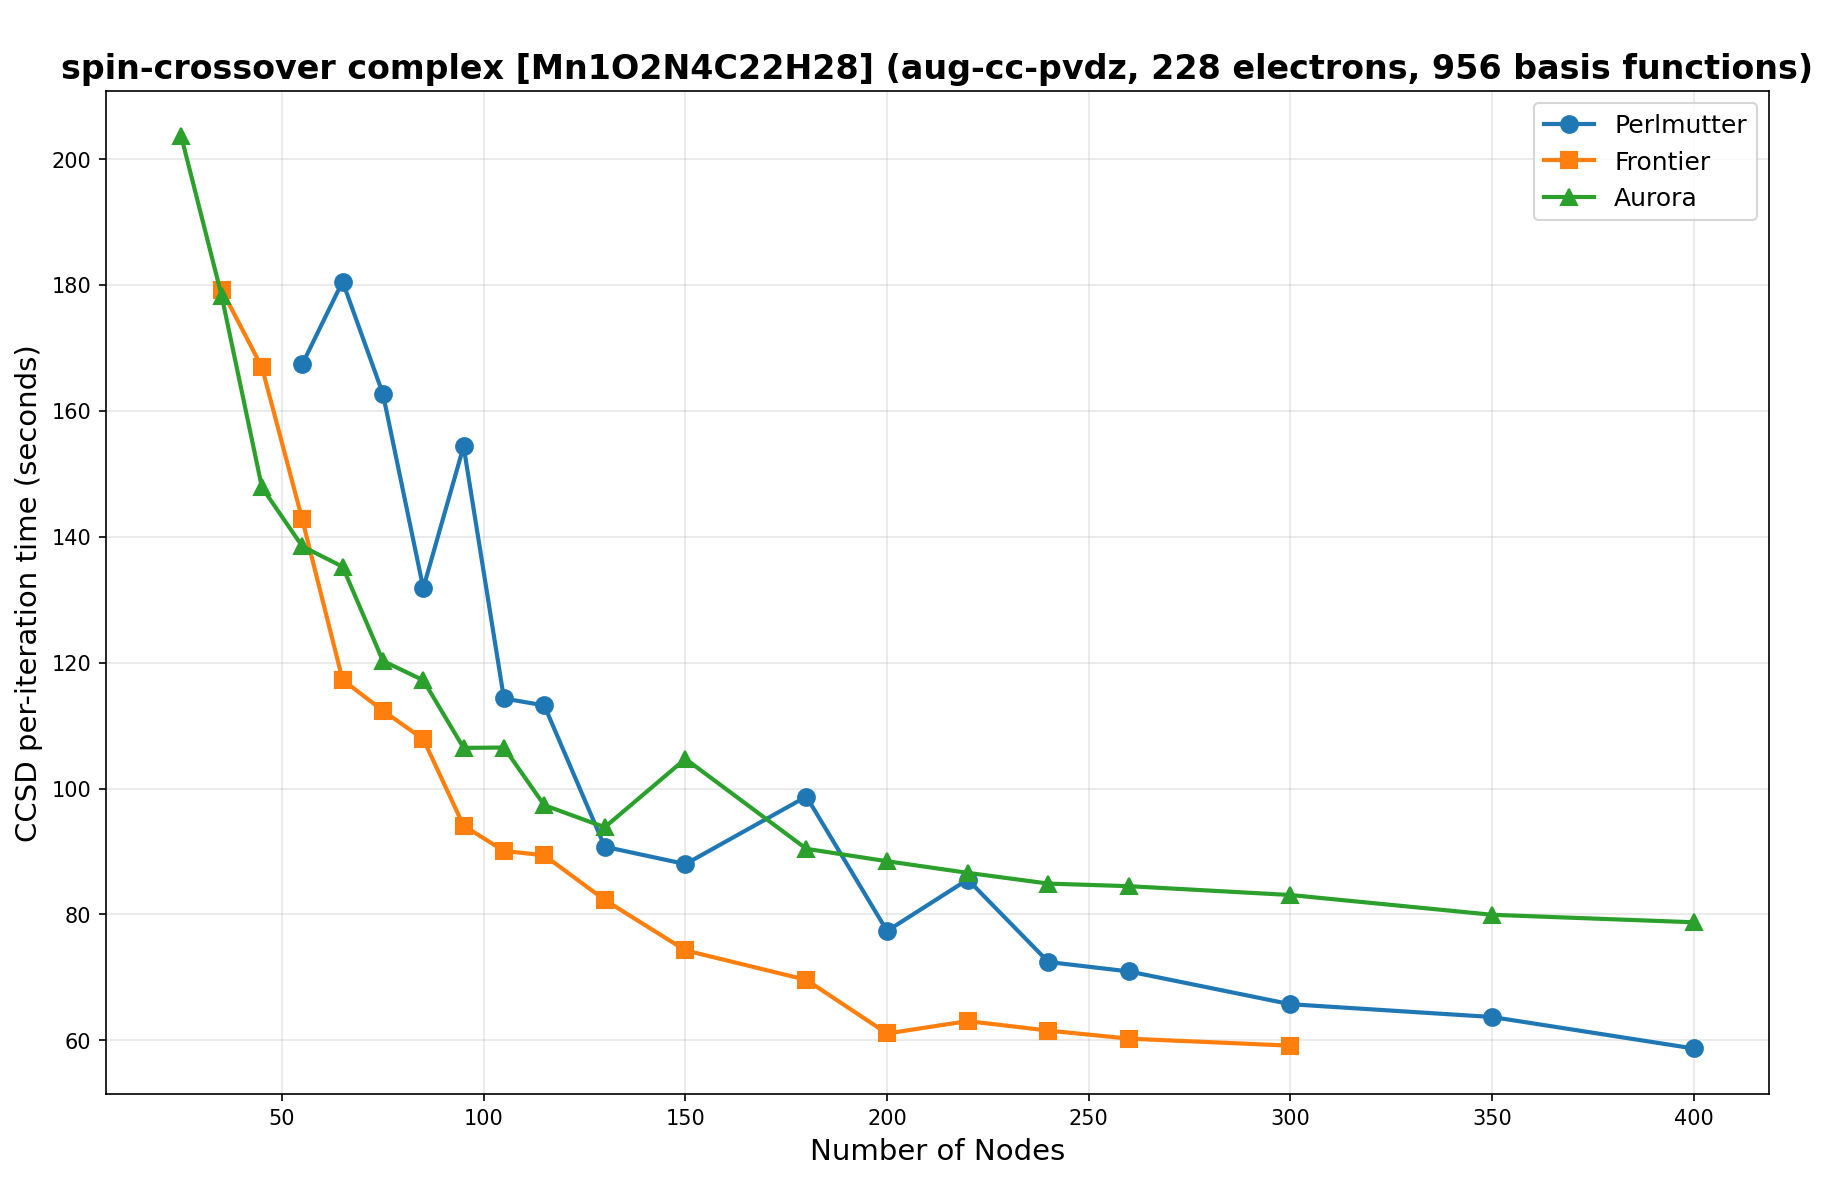 spin-crossover complex [Mn1O2N4C22H28] (aug-cc-pvdz, 228 electrons, 956 basis functions)
Perlmutter
Frontier
Aurora
CCSD per-iteration time (seconds)
200
180
160
140
120
100
80
60
50 100 150 200 250 300 350 400
Number of Nodes